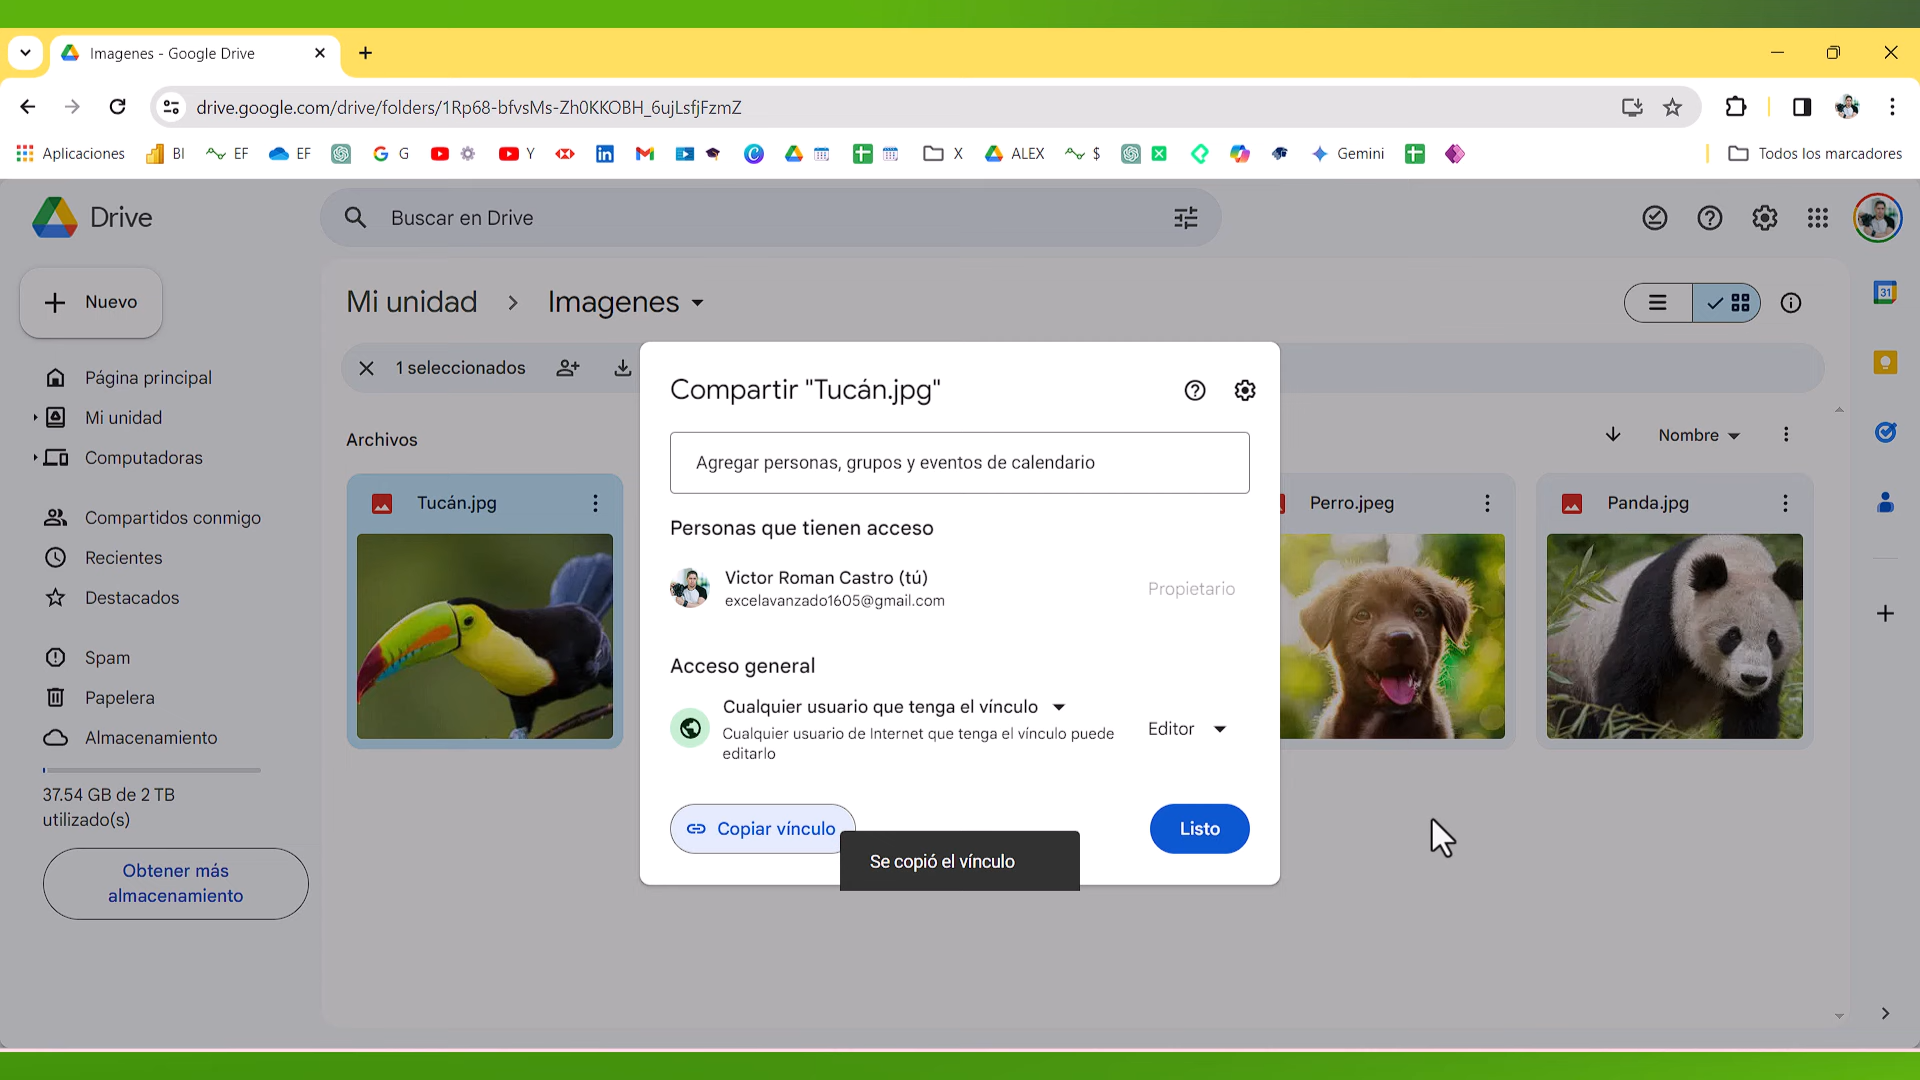 Imagenes - Google Drive
drive.google.com/drive/folders/1Rp68-bfvsMs-Zh0KKOBH_6ujLsfjFzmZ
Aplicaciones
BI
EF
EF
G
Y
X
ALEX
$
Gemini
Todos los marcadores
Drive
Buscar en Drive
Nuevo
Mi unidad
Imagenes
1 seleccionados
Página principal
Mi unidad
Computadoras
Compartidos conmigo
Recientes
Destacados
Spam
Papelera
Almacenamiento
37.54 GB de 2 TB
utilizado(s)
Obtener más
almacenamiento
Archivos
Nombre
Tucán.jpg
Perro.jpeg
Panda.jpg
Compartir "Tucán.jpg"
Agregar personas, grupos y eventos de calendario
Personas que tienen acceso
Victor Roman Castro (tú)
excelavanzado1605@gmail.com
Propietario
Acceso general
Cualquier usuario que tenga el vínculo
Cualquier usuario de Internet que tenga el vínculo puede
editarlo
Editor
Copiar vínculo
Listo
Se copió el vínculo
31